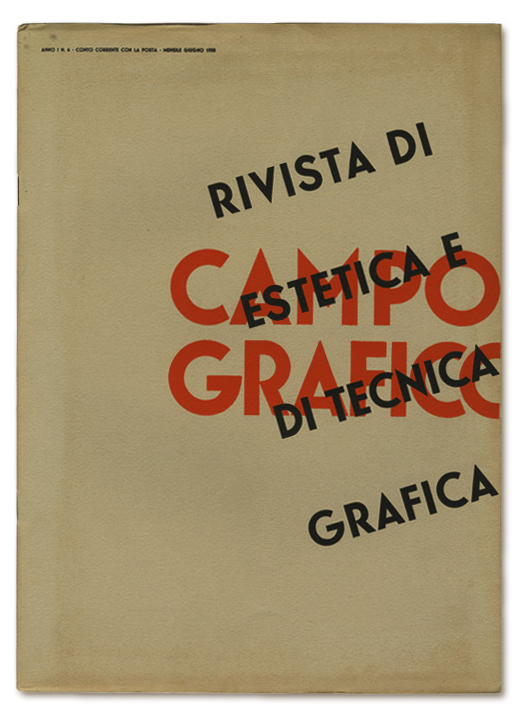 ANNO I N. 6 - CONTO CORRENTE CON LA POSTA - MENSILE GIUGNO 1933
RIVISTA DI
CAMPO
ESTETICA E
GRAFICO
DI TECNICA
GRAFICA